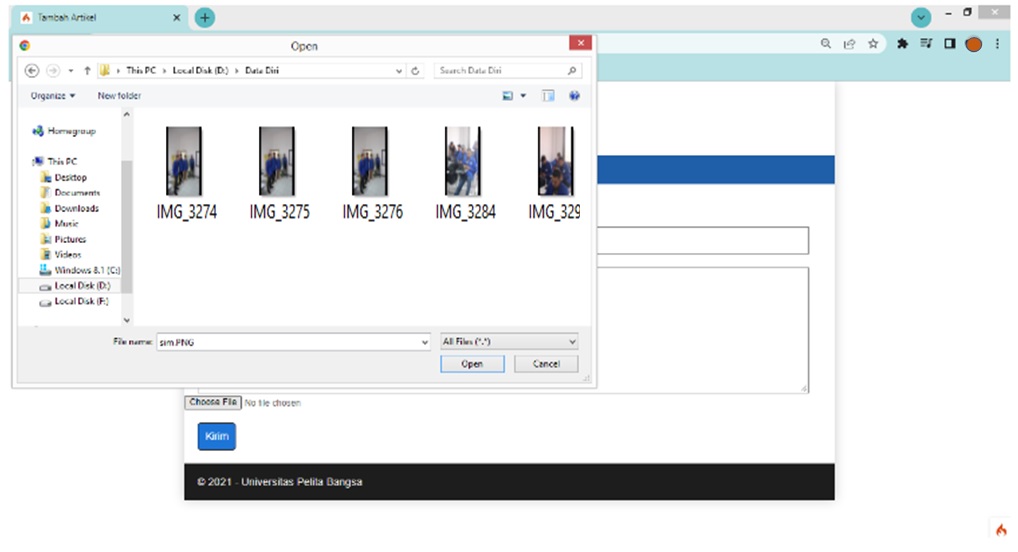 Tambah Artikel
Open
This PC › Local Disk (D:) › Data Diri
Search Data Diri
Organize
New folder
Homegroup
This PC
Desktop
Documents
Downloads
Music
Pictures
Videos
Windows 8.1 (C:)
Local Disk (D:)
Local Disk (F:)
IMG_3274
IMG_3275
IMG_3276
IMG_3284
IMG_329
File name:
sim.PNG
All Files (*.*)
Open
Cancel
Choose File No file chosen
Kirim
© 2021 - Universitas Pelita Bangsa